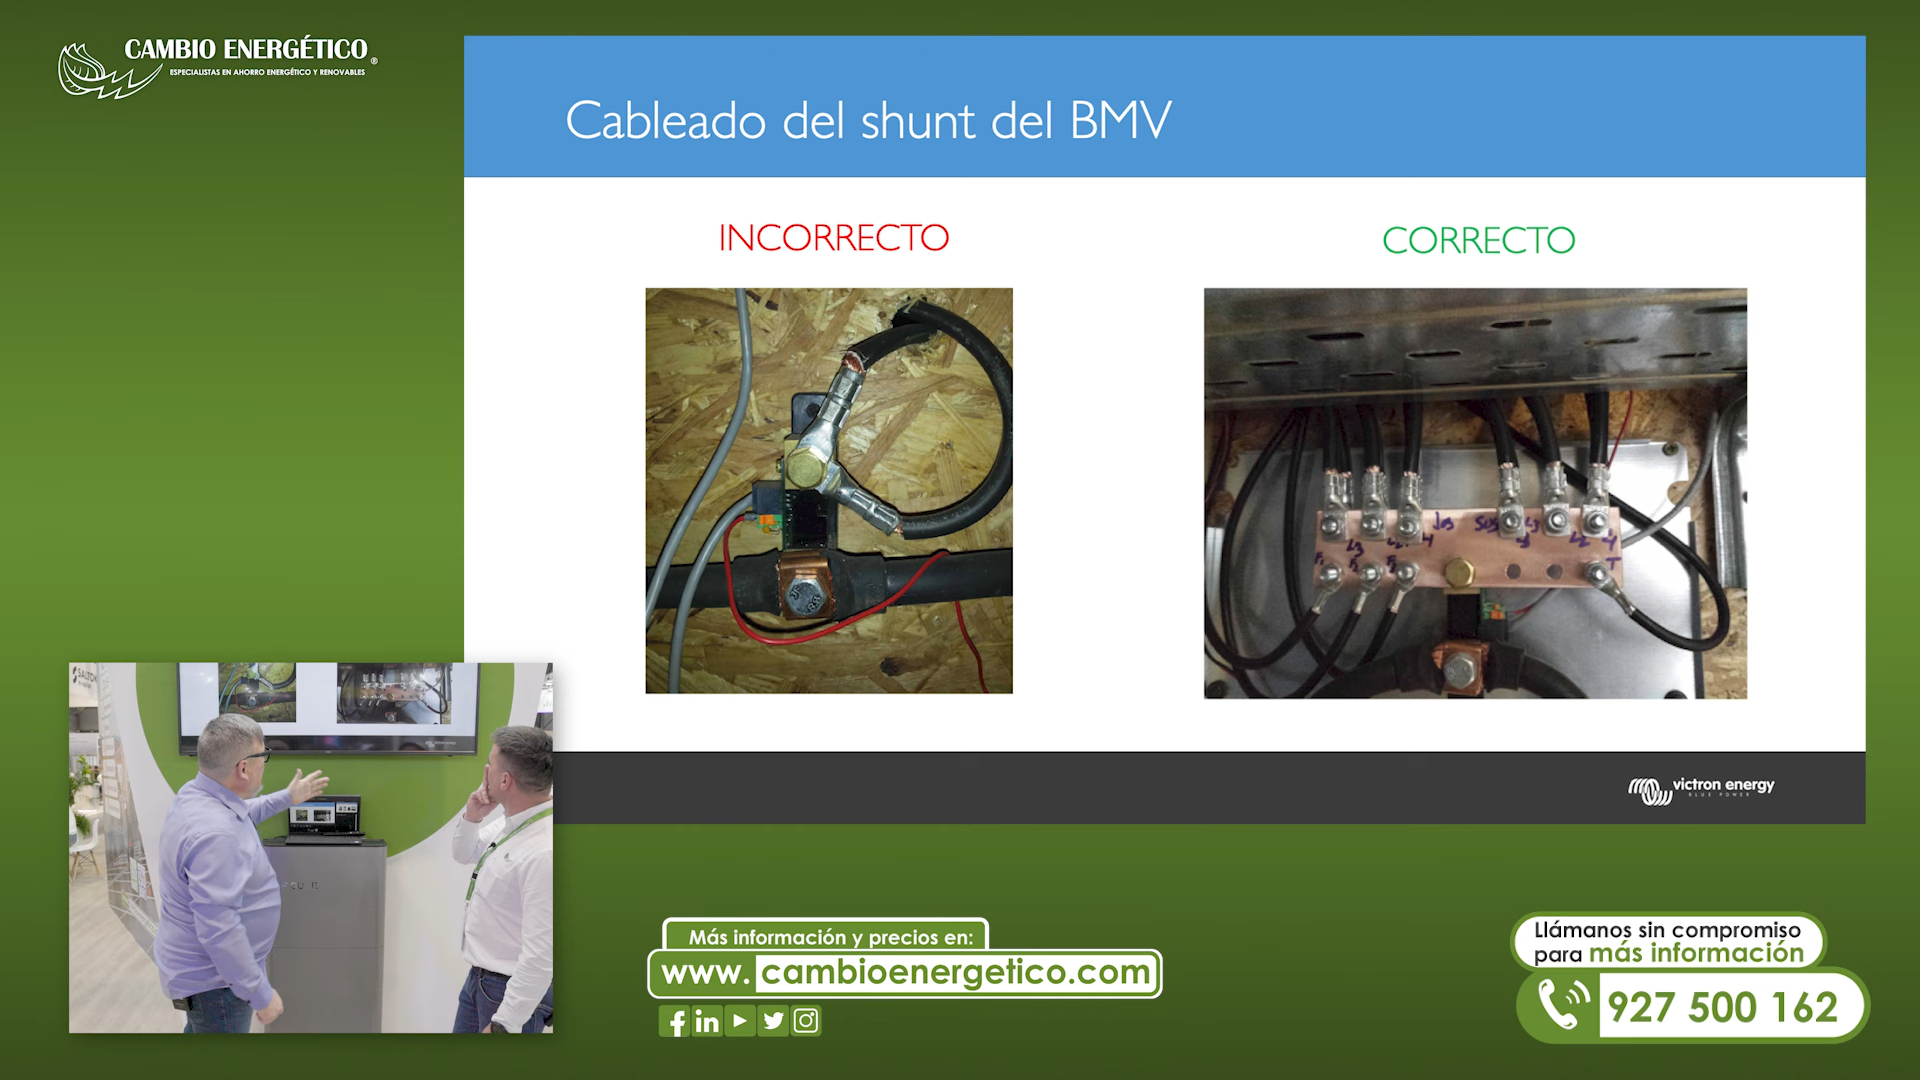 CAMBIO ENERGÉTICO
®
ESPECIALISTAS EN AHORRO ENERGÉTICO Y RENOVABLES
Cableado del shunt del BMV
INCORRECTO
CORRECTO
victron energy
BLUE POWER
Más información y precios en:
www.cambioenergetico.com
Llámanos sin compromiso
para más información
927 500 162